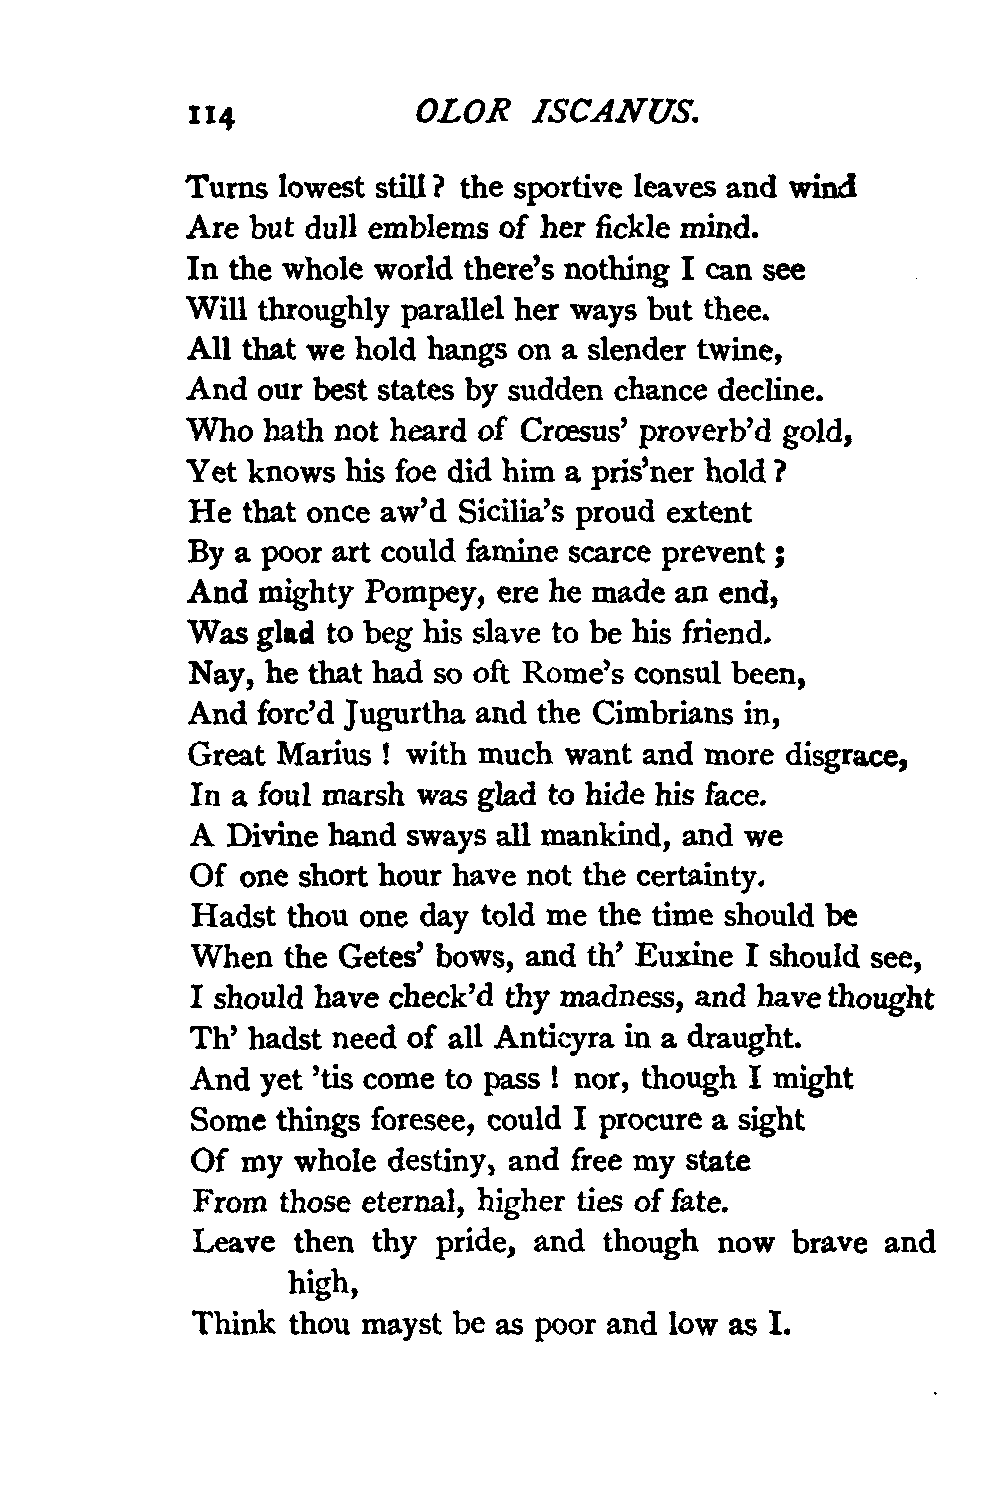 114 OLOR ISCANUS.
Turns lowest still? the sportive leaves and wind
Are but dull emblems of her fickle mind.
In the whole world there's nothing I can see
Will throughly parallel her ways but thee.
All that we hold hangs on a slender twine,
And our best states by sudden chance decline.
Who hath not heard of Crœsus' proverb'd gold,
Yet knows his foe did him a pris'ner hold?
He that once aw'd Sicilia's proud extent
By a poor art could famine scarce prevent;
And mighty Pompey, ere he made an end,
Was glad to beg his slave to be his friend.
Nay, he that had so oft Rome's consul been,
And forc'd Jugurtha and the Cimbrians in,
Great Marius! with much want and more disgrace,
In a foul marsh was glad to hide his face.
A Divine hand sways all mankind, and we
Of one short hour have not the certainty.
Hadst thou one day told me the time should be
When the Getes' bows, and th' Euxine I should see,
I should have check'd thy madness, and have thought
Th' hadst need of all Anticyra in a draught.
And yet 'tis come to pass! nor, though I might
Some things foresee, could I procure a sight
Of my whole destiny, and free my state
From those eternal, higher ties of fate.
Leave then thy pride, and though now brave and
high,
Think thou mayst be as poor and low as I.